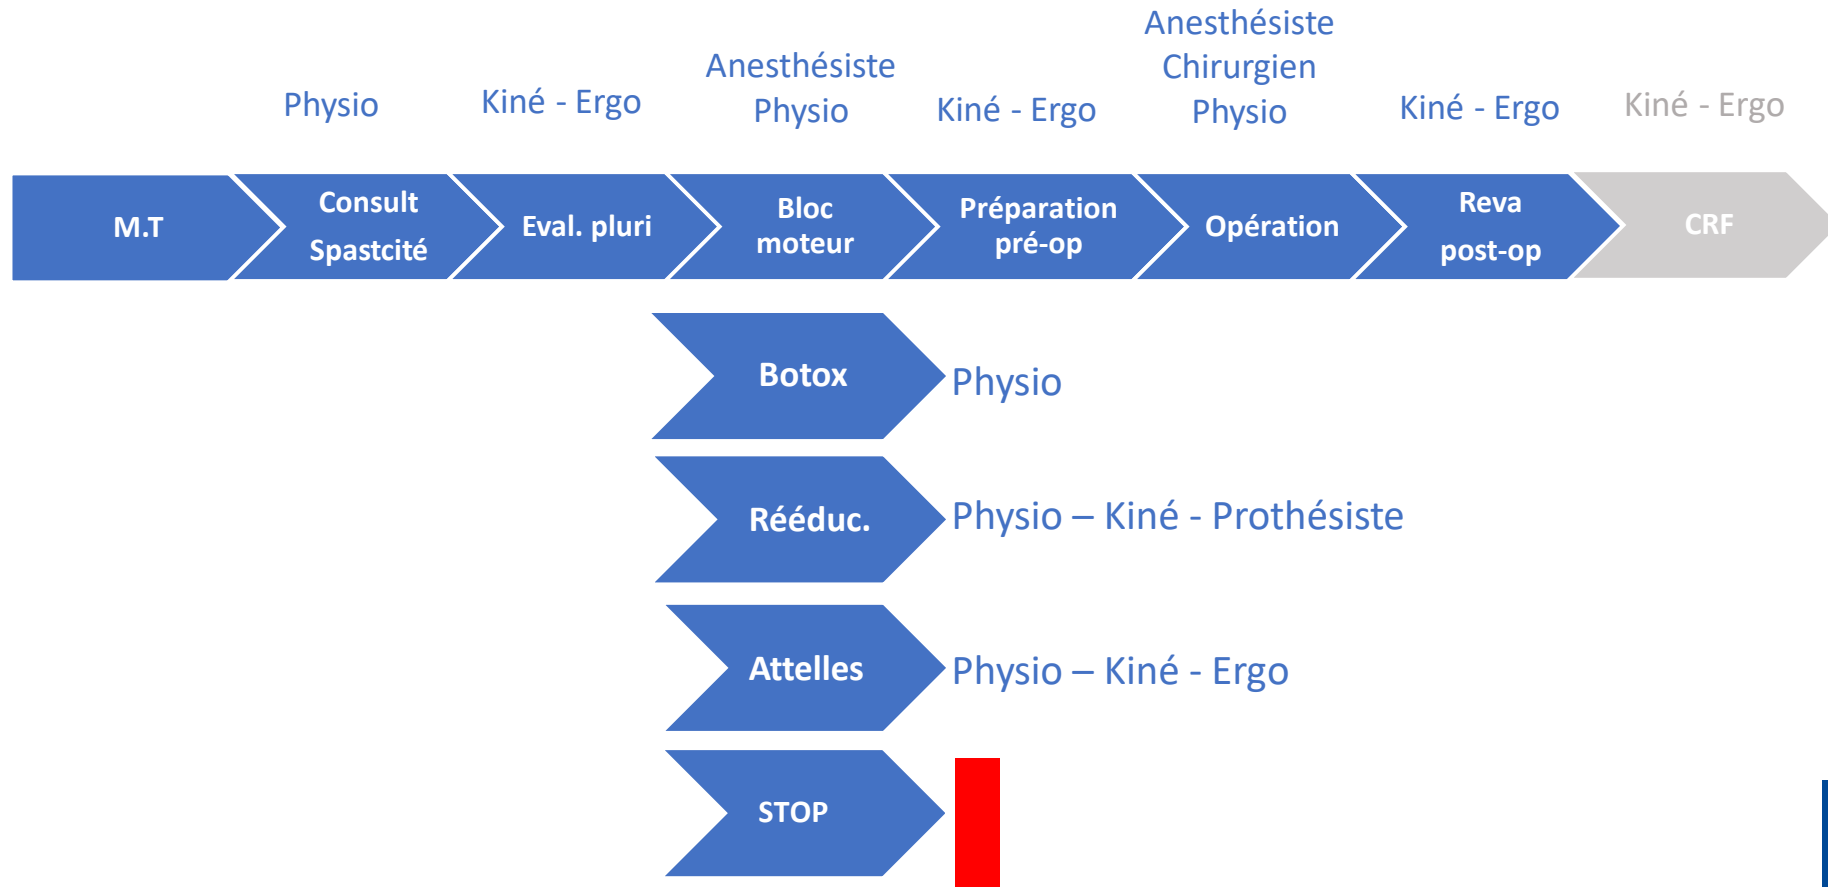 Physio
Kiné - Ergo
Anesthésiste
Physio
Kiné - Ergo
Anesthésiste
Chirurgien
Physio
Kiné - Ergo
Kiné - Ergo
M.T
Consult
Spastcité
Eval. pluri
Bloc
moteur
Préparation
pré-op
Opération
Reva
post-op
CRF
Botox
Physio
Rééduc.
Physio – Kiné - Prothésiste
Attelles
Physio – Kiné - Ergo
STOP